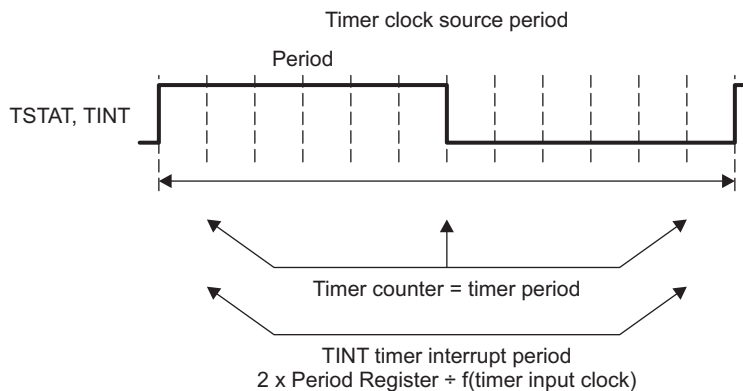 Timer clock source period
Period
TSTAT, TINT
Timer counter = timer period
TINT timer interrupt period
2 x Period Register ÷ f(timer input clock)